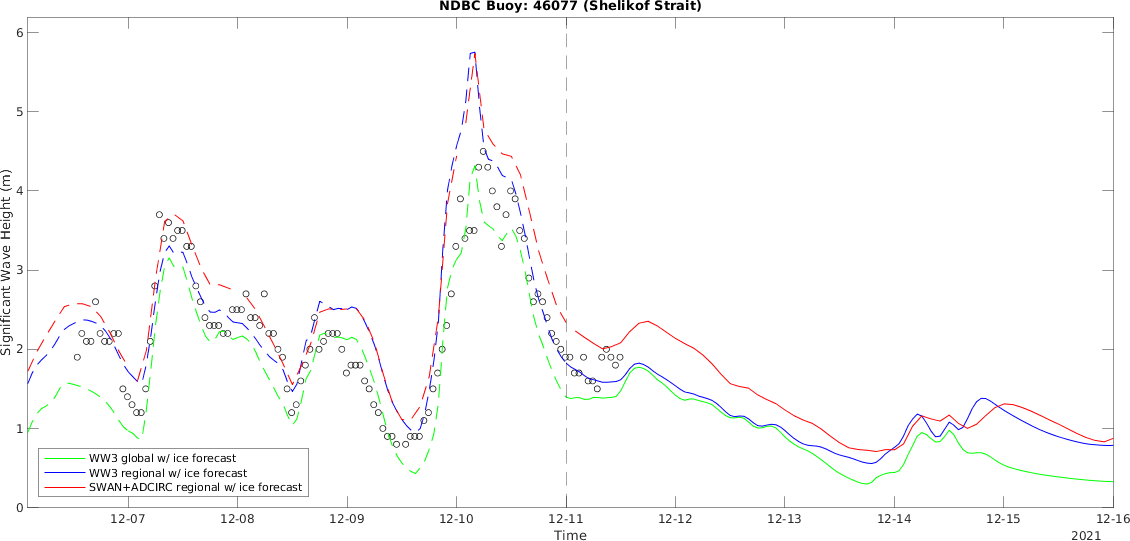 NDBC Buoy: 46077 (Shelikof Strait)
6
5
4
3
2
1
0
Significant Wave Height (m)
WW3 global w/ ice forecast
WW3 regional w/ ice forecast
SWAN+ADCIRC regional w/ ice forecast
12-07 12-08 12-09 12-10 12-11 12-12 12-13 12-14 12-15 12-16
Time
2021